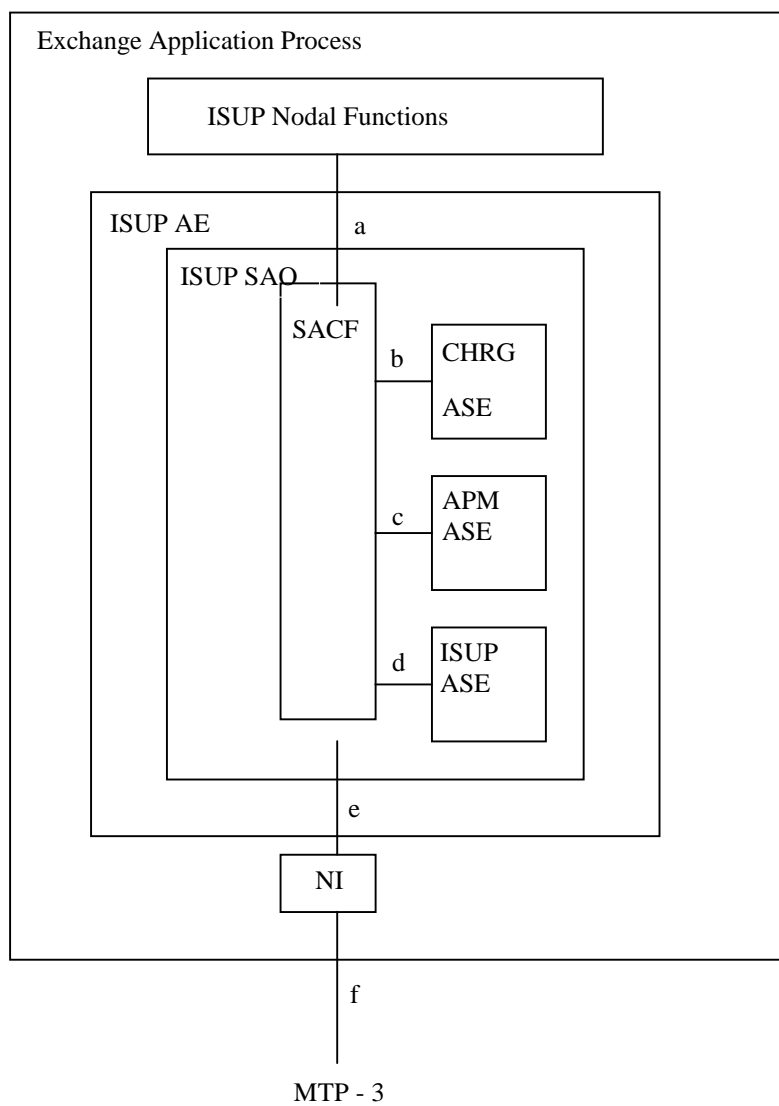 Exchange Application Process
ISUP Nodal Functions
ISUP AE
a
ISUP SAO
SACF
b
CHRG
ASE
c
APM
ASE
d
ISUP
ASE
e
NI
f
MTP - 3